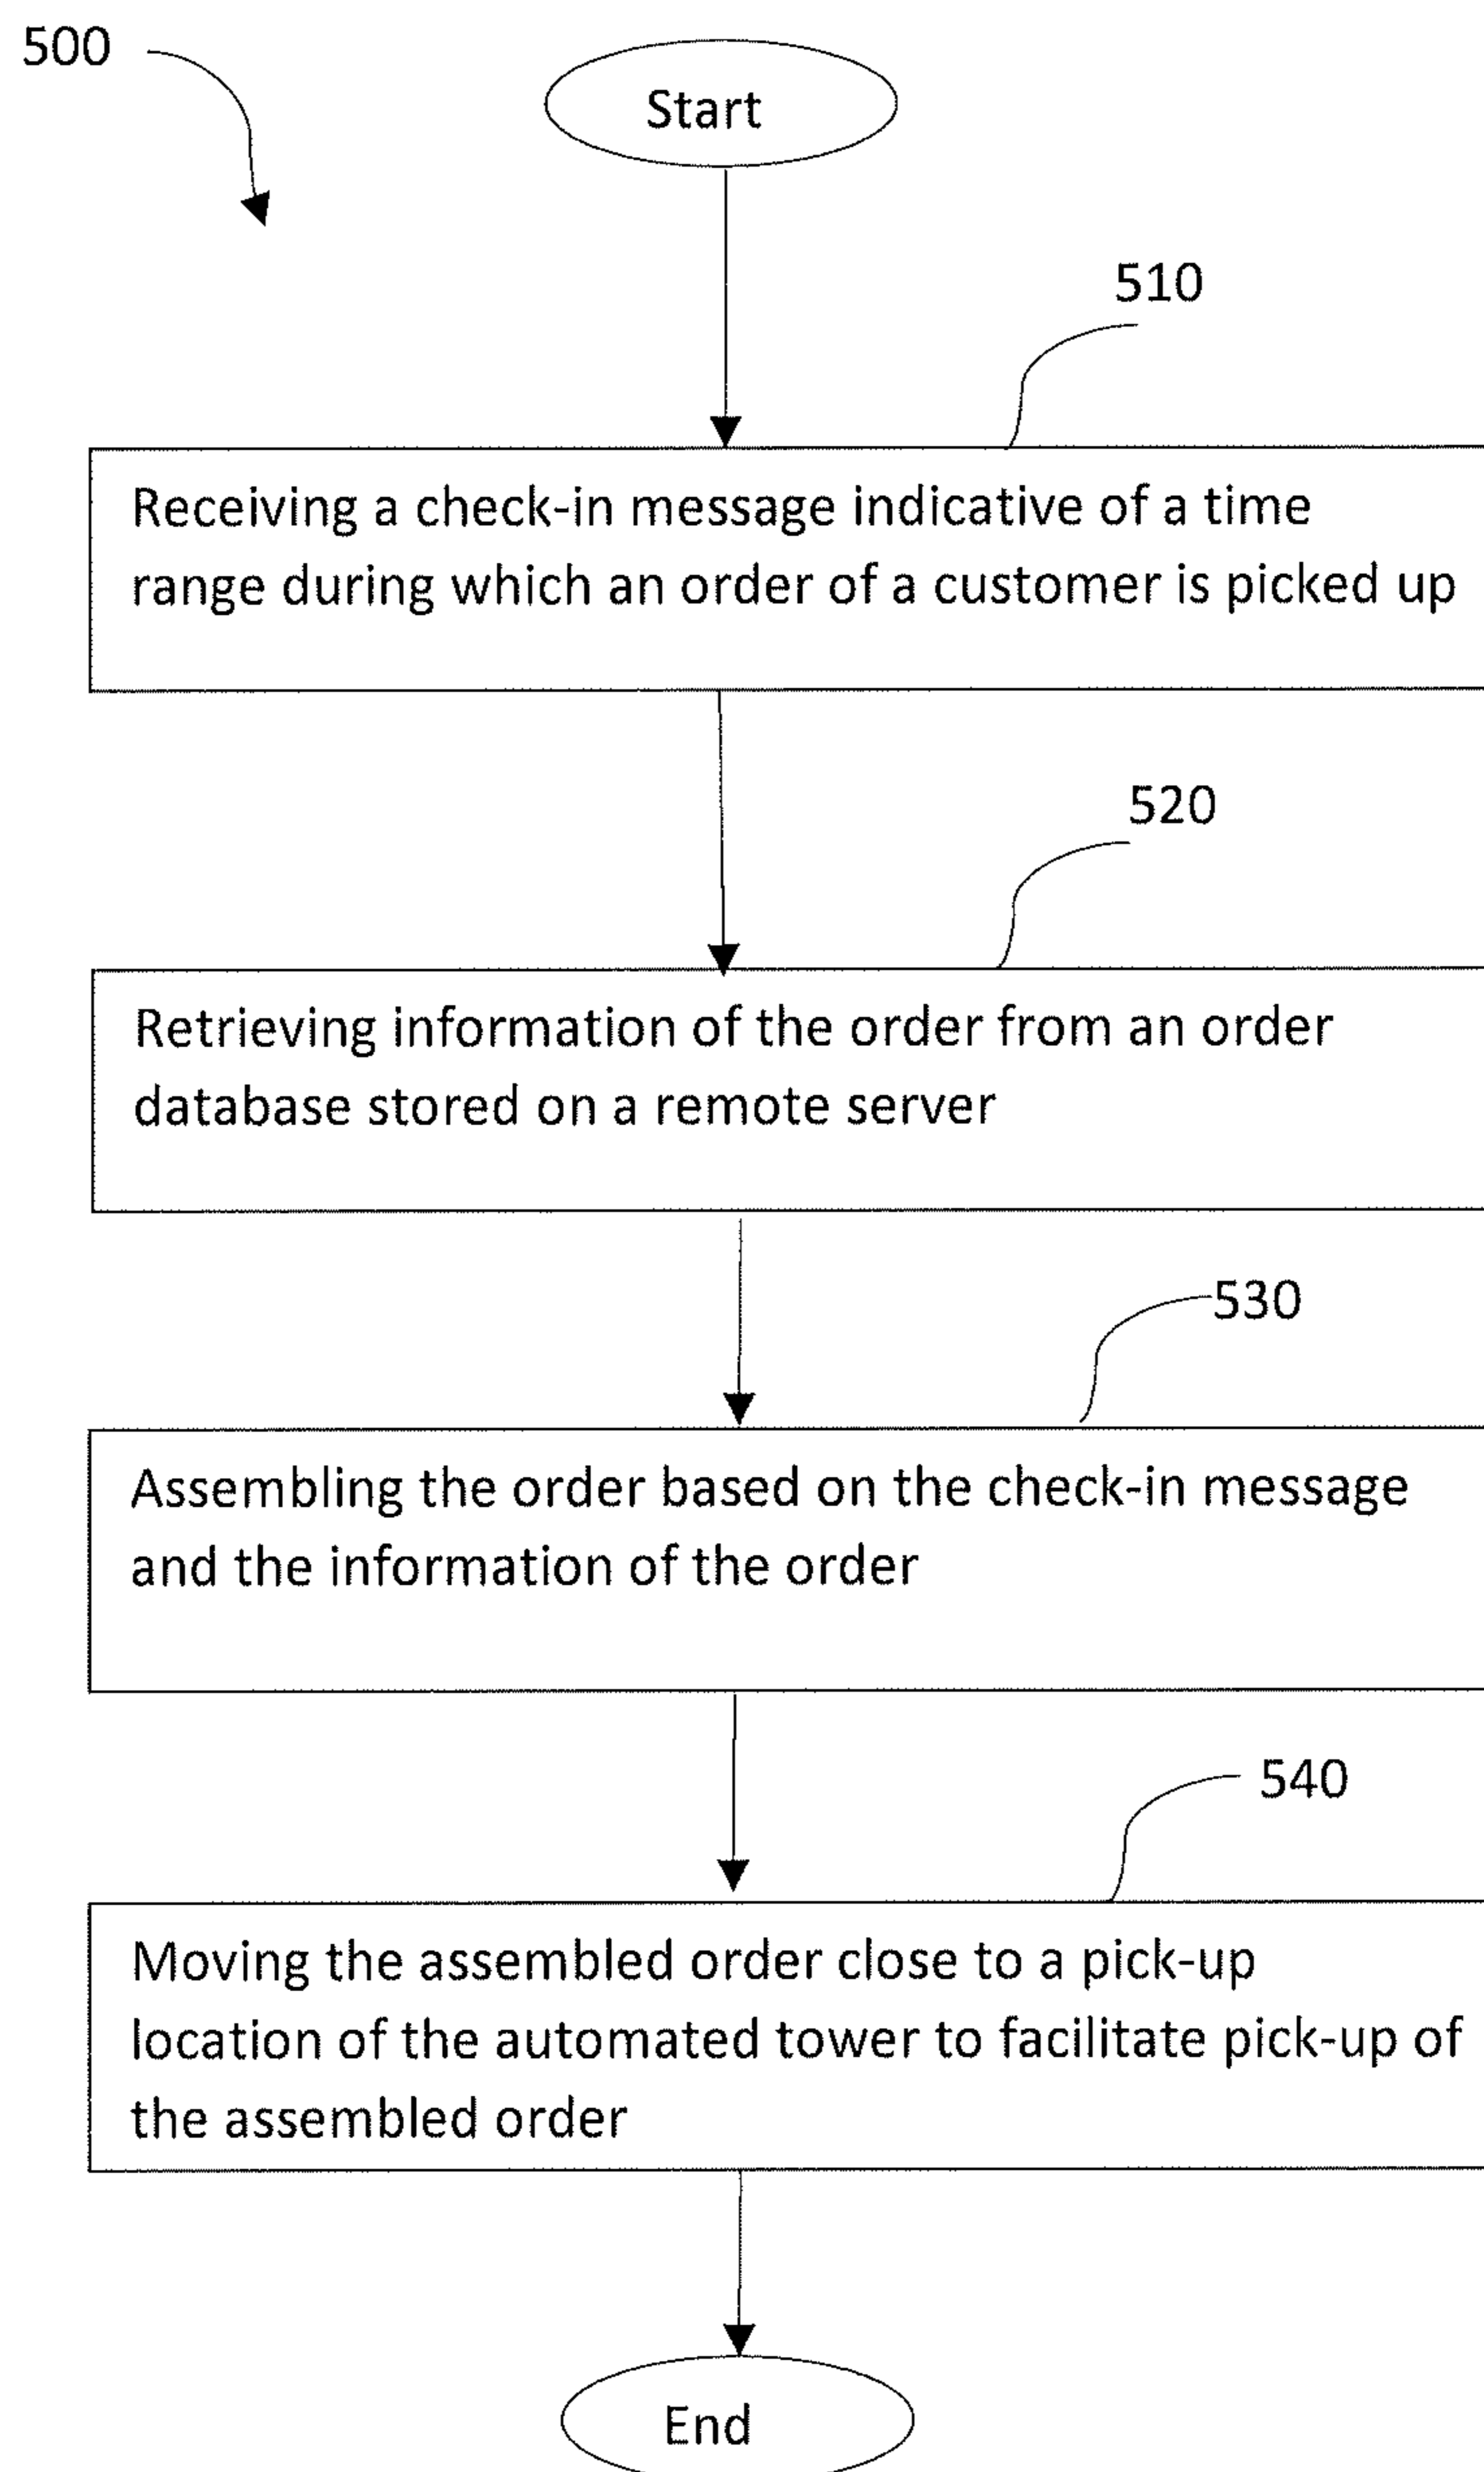 500
Start
510
Receiving a check-in message indicative of a time
range during which an order of a customer is picked up
520
Retrieving information of the order from an order
database stored on a remote server
530
Assembling the order based on the check-in message
and the information of the order
540
Moving the assembled order close to a pick-up
location of the automated tower to facilitate pick-up of
the assembled order
End